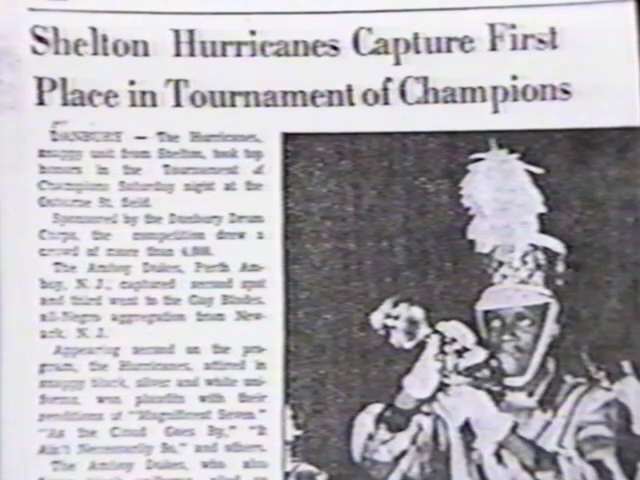 Shelton Hurricanes Capture First
Place in Tournament of Champions
DANBURY — The Hurricanes,
snappy unit from Shelton, took top
honors in the Tournament of
Champions Saturday night at the
Osborne St. field.
Sponsored by the Danbury Drum
Corps, the competition drew a
crowd of more than 4,000.
The Amboy Dukes, Perth Am-
boy, N. J., captured second spot
and third went to the Gay Blades,
all-Negro aggregation from New-
ark, N. J.
Appearing second on the pro-
gram, the Hurricanes, attired in
snappy black, silver and white uni-
forms, won plaudits with their
renditions of "Magnificent Seven,"
"As the Crowd Goes By," "It
Ain't Necessarily So," and others.
The Amboy Dukes, who also